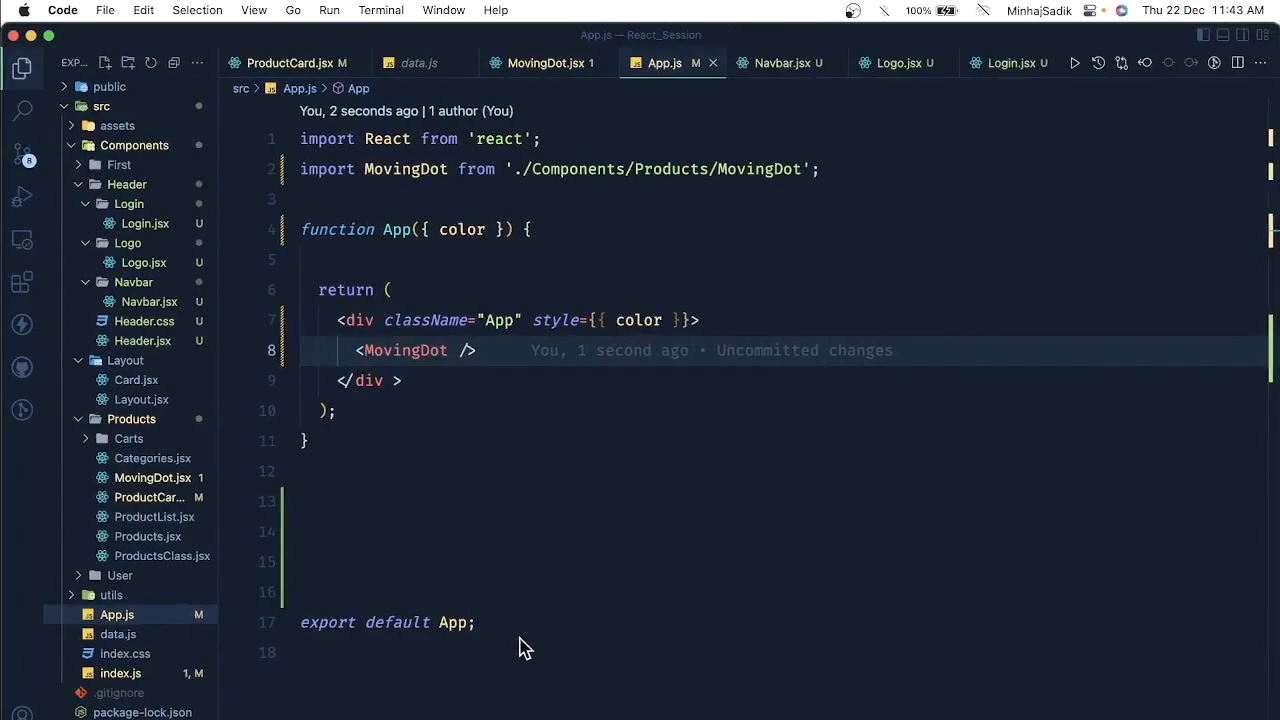 Code File Edit Selection View Go Run Terminal Window Help 100% MinhajSadik Thu 22 Dec 11:43 AM
App.js — React_Session
EXP... ProductCard.jsx M data.js MovingDot.jsx 1 App.js M Navbar.jsx U Logo.jsx U Login.jsx U
src > App.js > App
public
src
assets
Components
First
Header
Login
Login.jsx U
Logo
Logo.jsx U
Navbar
Navbar.jsx U
Header.css U
Header.jsx U
Layout
Card.jsx
Layout.jsx
Products
Carts
Categories.jsx
MovingDot.jsx 1
ProductCar... M
ProductList.jsx
Products.jsx
ProductsClass.jsx
User
utils
App.js M
data.js
index.css
index.js 1, M
.gitignore
package-lock.json
8
You, 2 seconds ago | 1 author (You)
1 import React from 'react';
2 import MovingDot from './Components/Products/MovingDot';
3
4 function App({ color }) {
5
6 return (
7 <div className="App" style={{ color }}>
8 <MovingDot /> You, 1 second ago • Uncommitted changes
9 </div >
10 );
11 }
12
13
14
15
16
17 export default App;
18